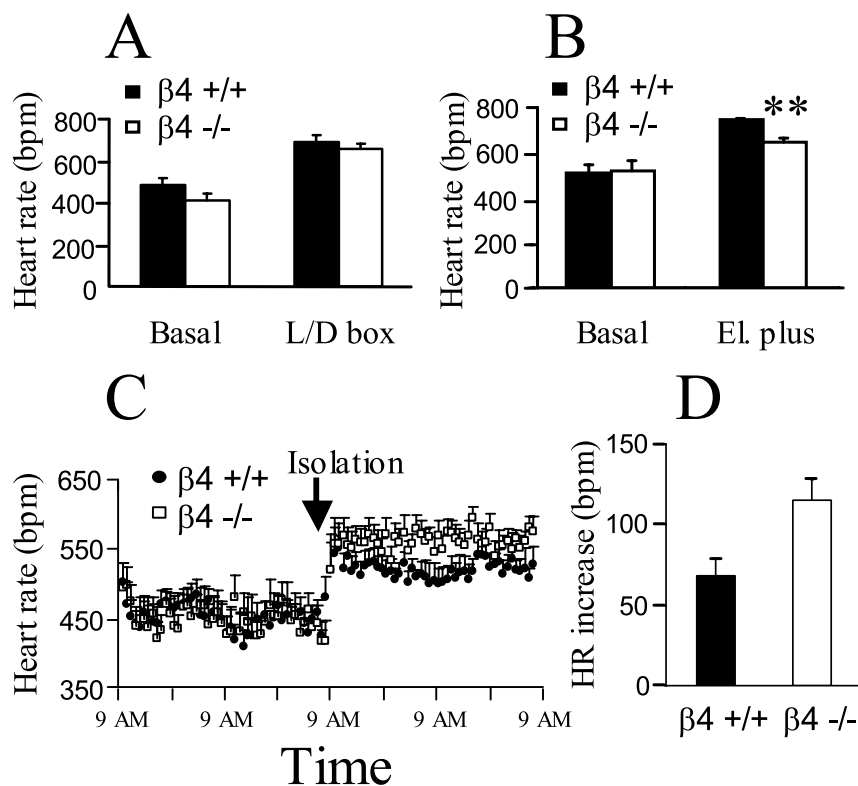 A
β4 +/+
β4 -/-
Heart rate (bpm)
800
600
400
200
0
Basal
L/D box
B
β4 +/+
β4 -/-
**
Heart rate (bpm)
800
600
400
200
0
Basal
El. plus
C
β4 +/+
β4 -/-
Isolation
Heart rate (bpm)
650
550
450
350
9 AM
9 AM
9 AM
9 AM
9 AM
Time
D
HR increase (bpm)
150
100
50
0
β4 +/+
β4 -/-